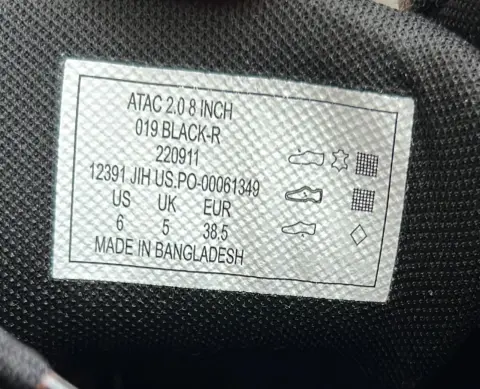 ATAC 2.0 8 INCH
019 BLACK-R
220911
12391 JIH US.PO-00061349
US UK EUR
6 5 38.5
MADE IN BANGLADESH